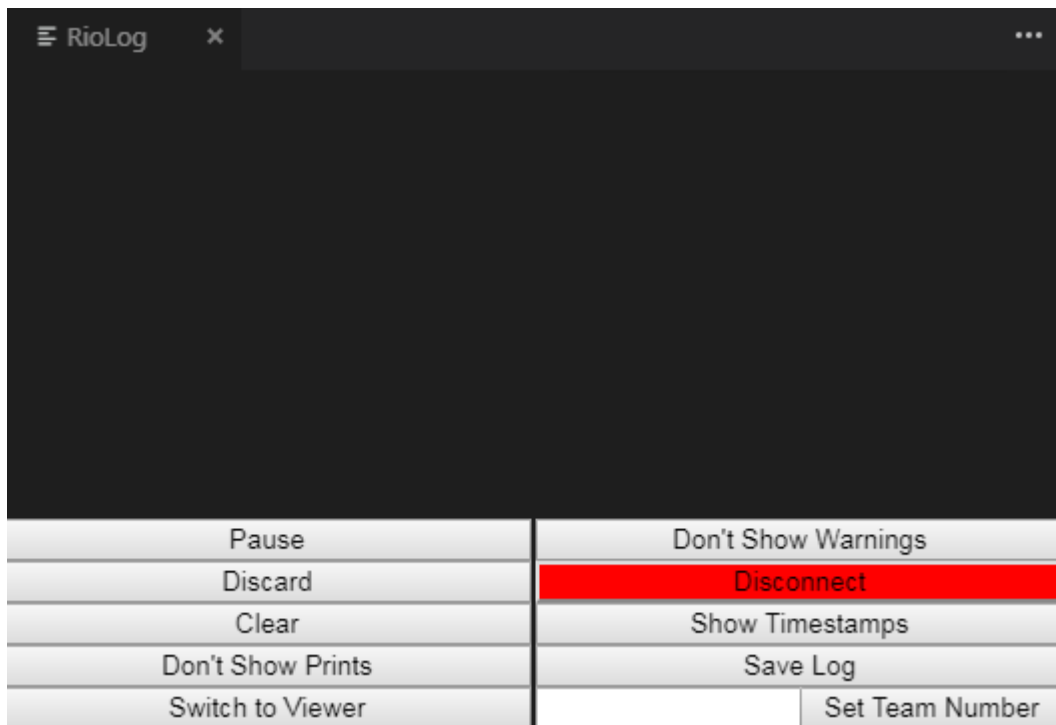 RioLog
Pause
Don't Show Warnings
Discard
Disconnect
Clear
Show Timestamps
Don't Show Prints
Save Log
Switch to Viewer
Set Team Number